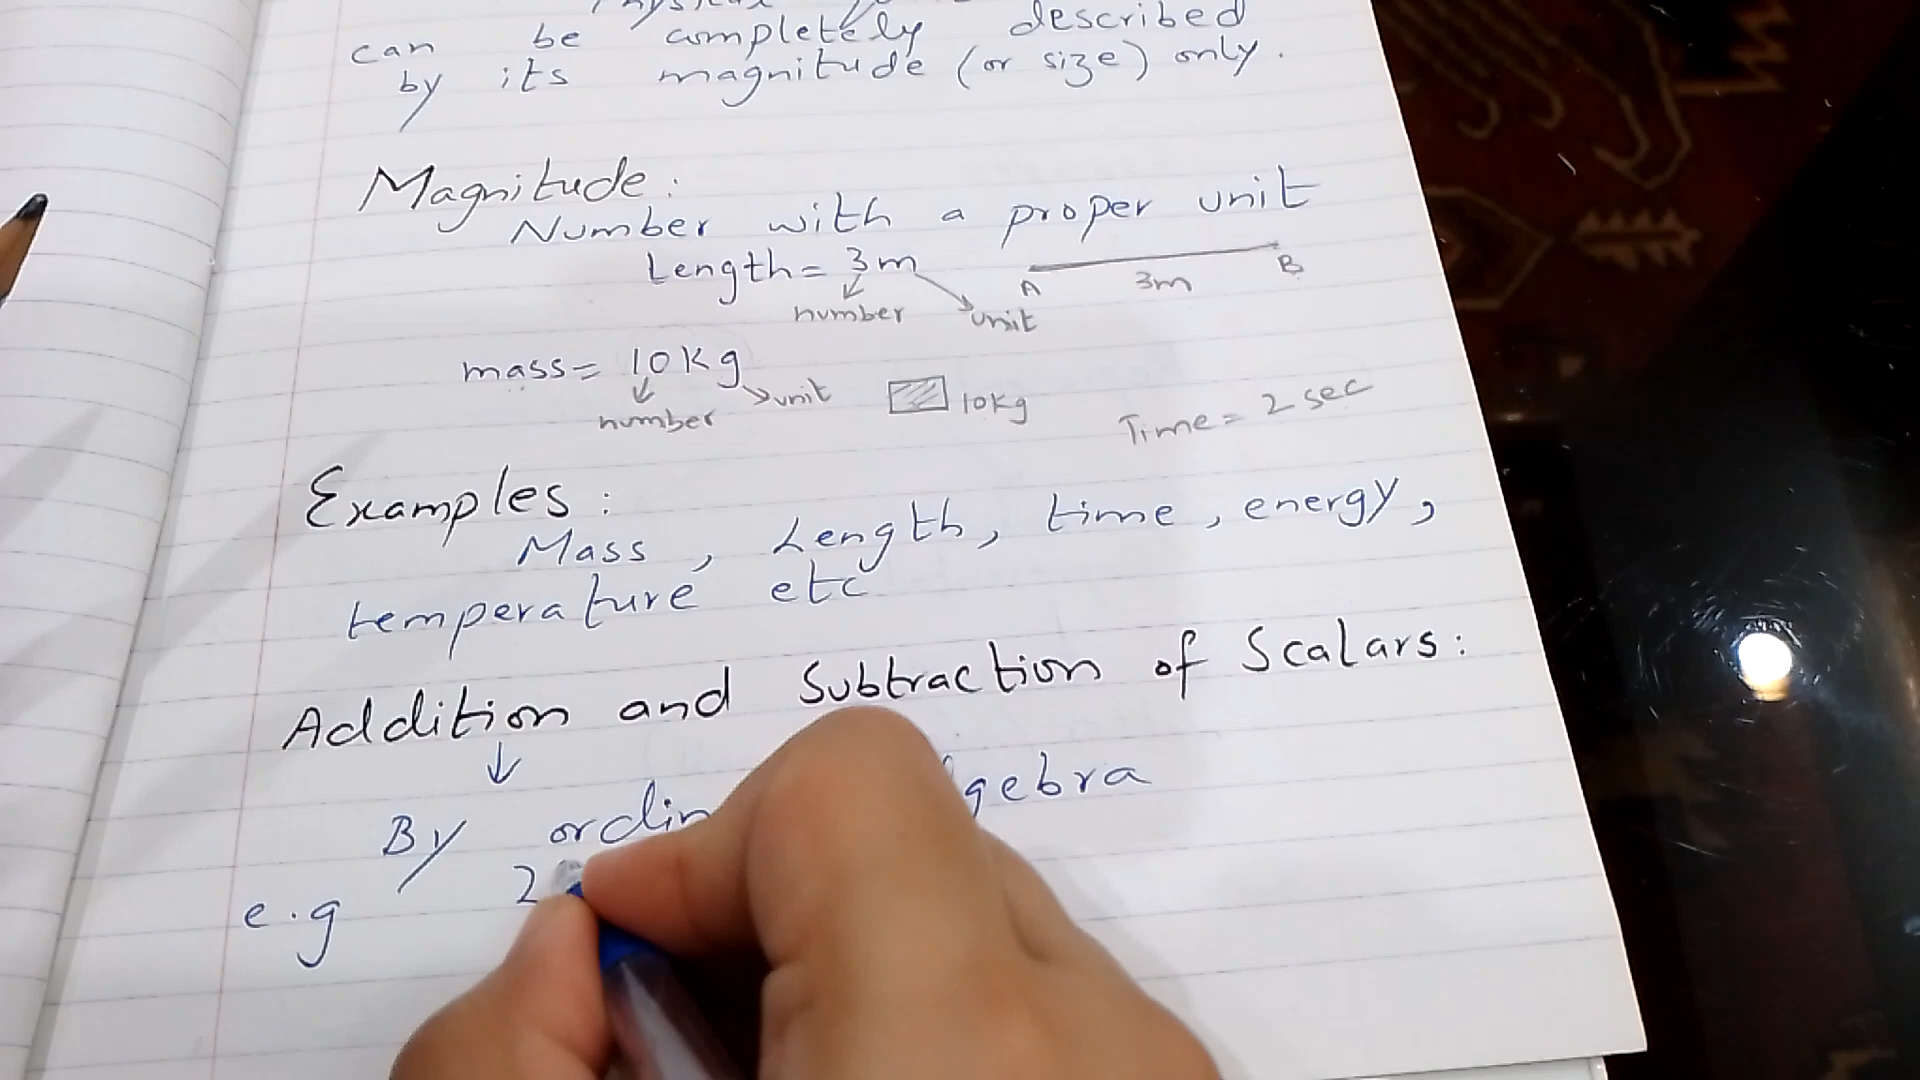 can be completely described
by its magnitude (or size) only.
Magnitude:
Number with a proper unit
Length = 3m
A 3m B
number unit
mass = 10Kg
number unit
10Kg
Time = 2 sec
Examples:
Mass, Length, time, energy,
temperature etc
Addition and Subtraction of Scalars:
↓
By
e.g 2